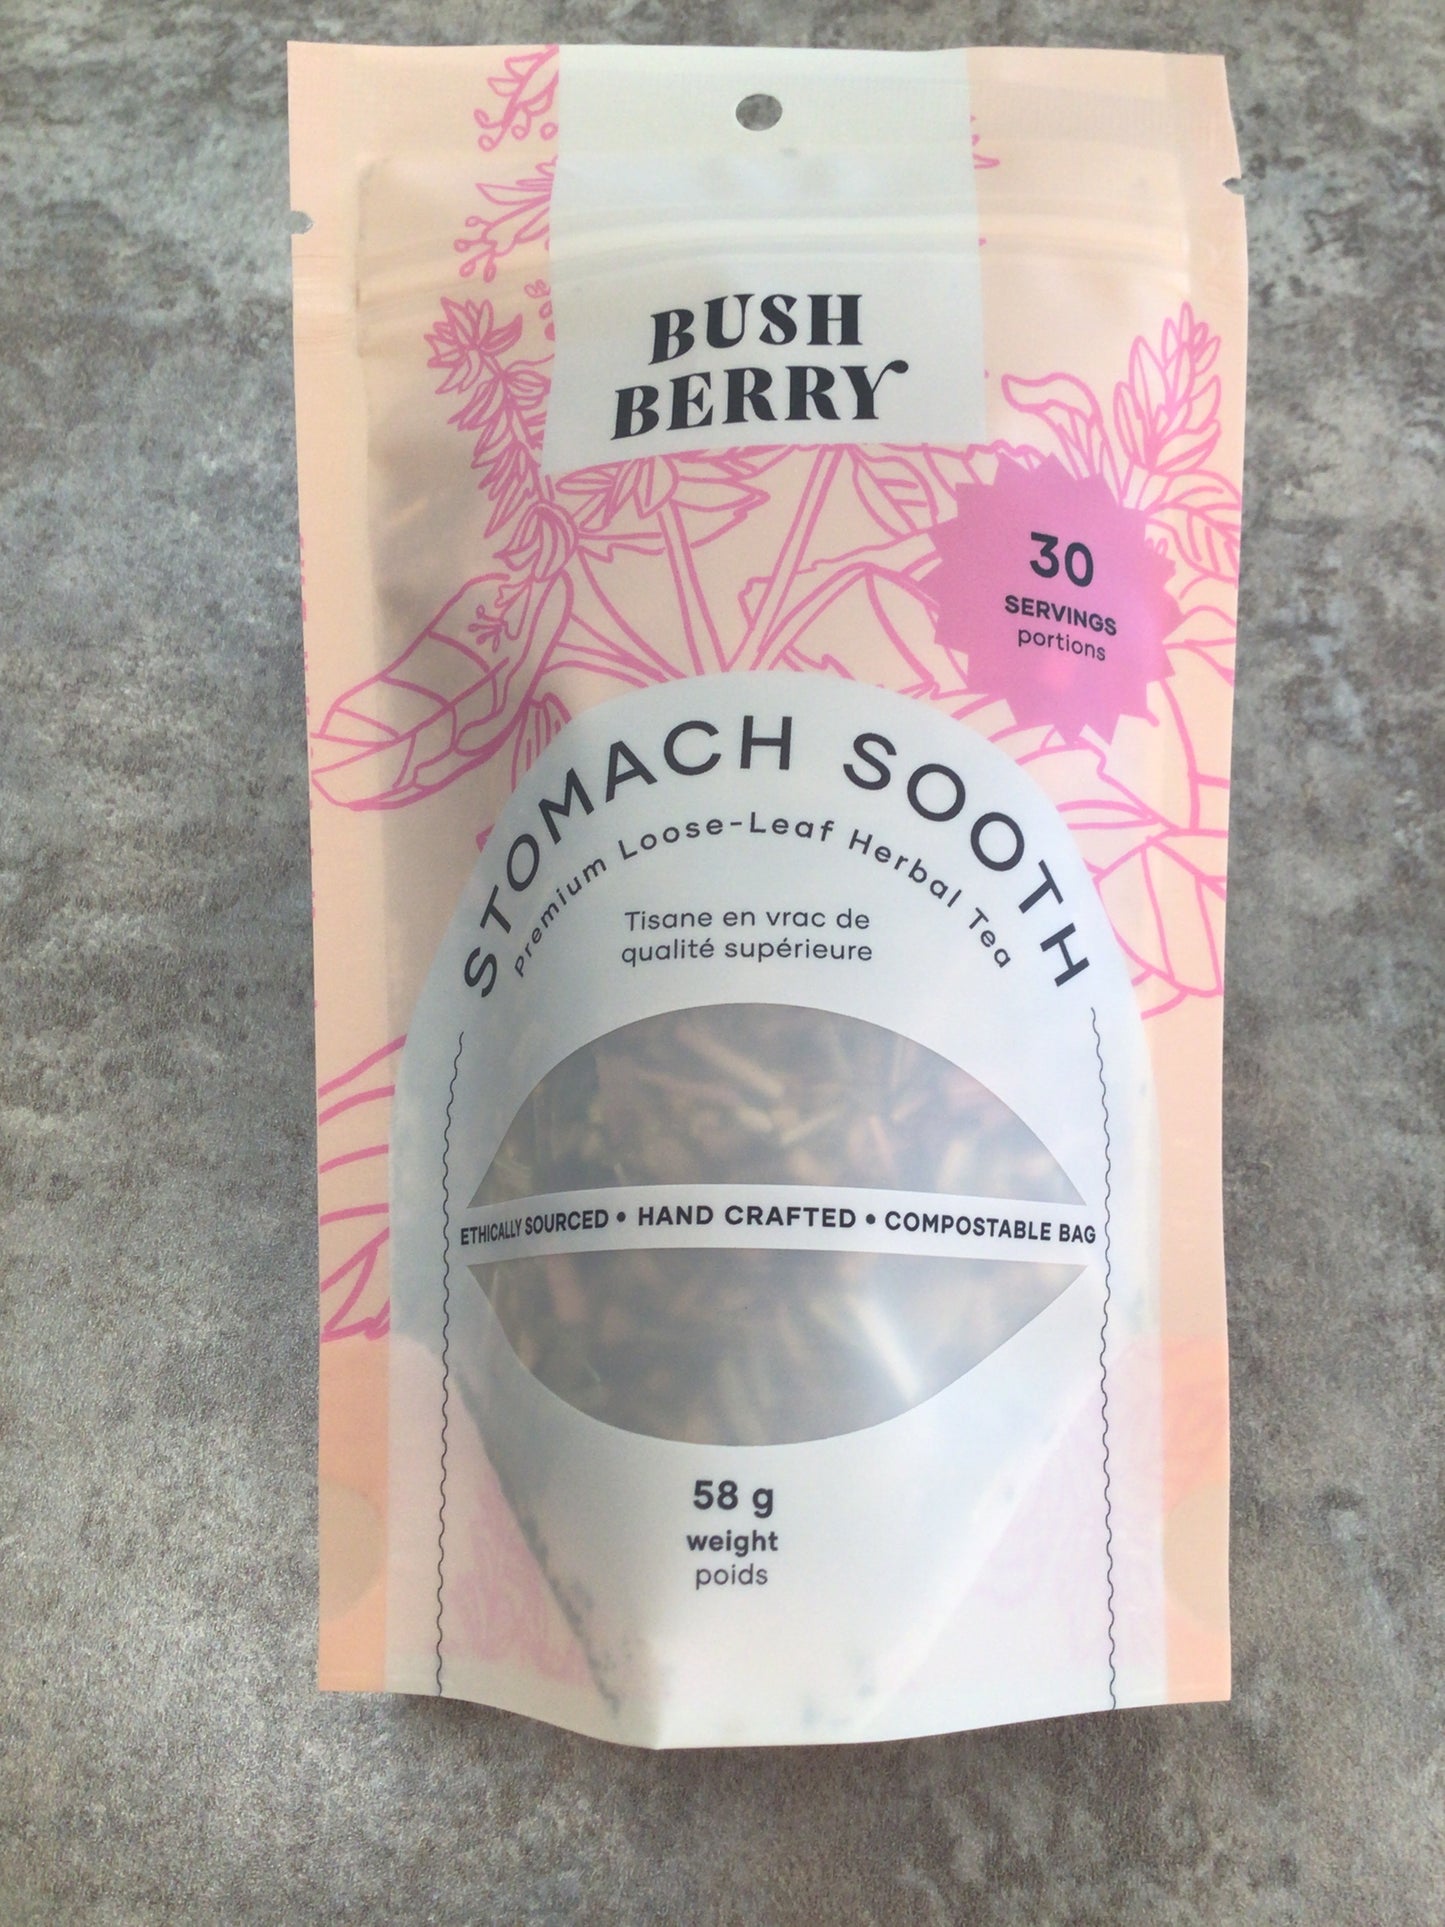 BUSH
BERRY
30
SERVINGS
portions
STOMACH SOOTH
Premium Loose-Leaf Herbal Tea
Tisane en vrac de
qualité supérieure
ETHICALLY SOURCED • HAND CRAFTED • COMPOSTABLE BAG
58 g
weight
poids